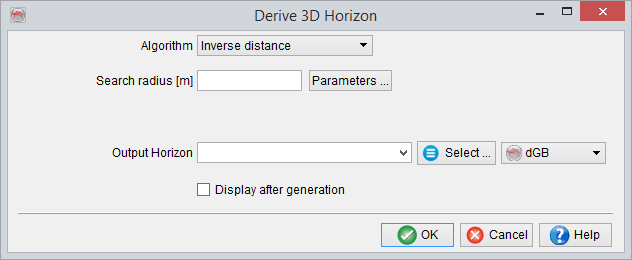 Derive 3D Horizon
Algorithm Inverse distance
Search radius [m] Parameters ...
Output Horizon Select ... dGB
Display after generation
OK Cancel Help